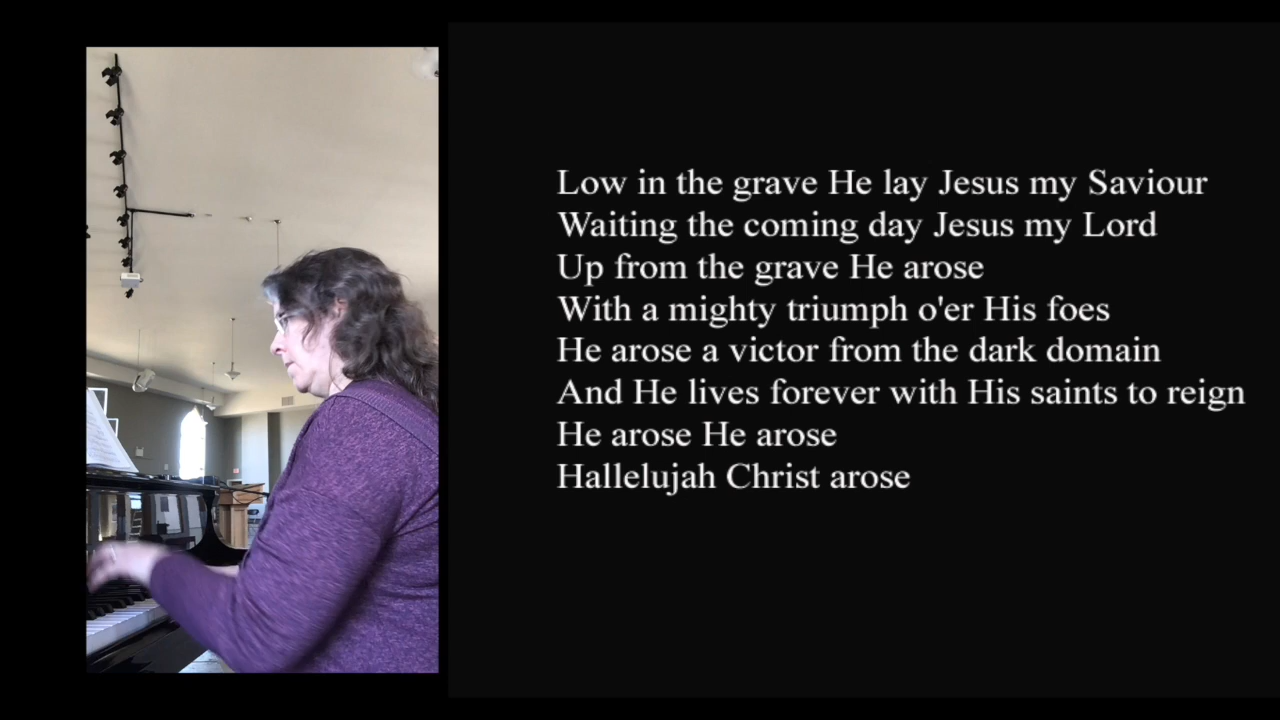 Low in the grave He lay Jesus my Saviour
Waiting the coming day Jesus my Lord
Up from the grave He arose
With a mighty triumph o'er His foes
He arose a victor from the dark domain
And He lives forever with His saints to reign
He arose He arose
Hallelujah Christ arose